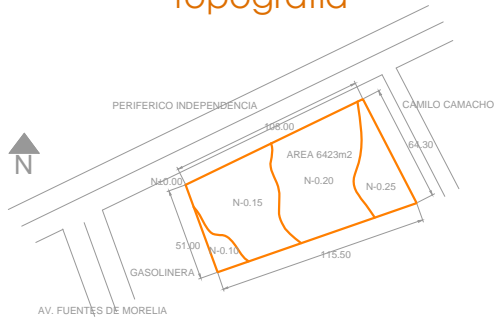 Topografia
PERIFERICO INDEPENDENCIA
CAMILO CAMACHO
108.00
AREA 6423m2
64.30
N
N±0.00
N-0.20
N-0.25
N-0.15
51.00
N-0.10
115.50
GASOLINERA
AV. FUENTES DE MORELIA